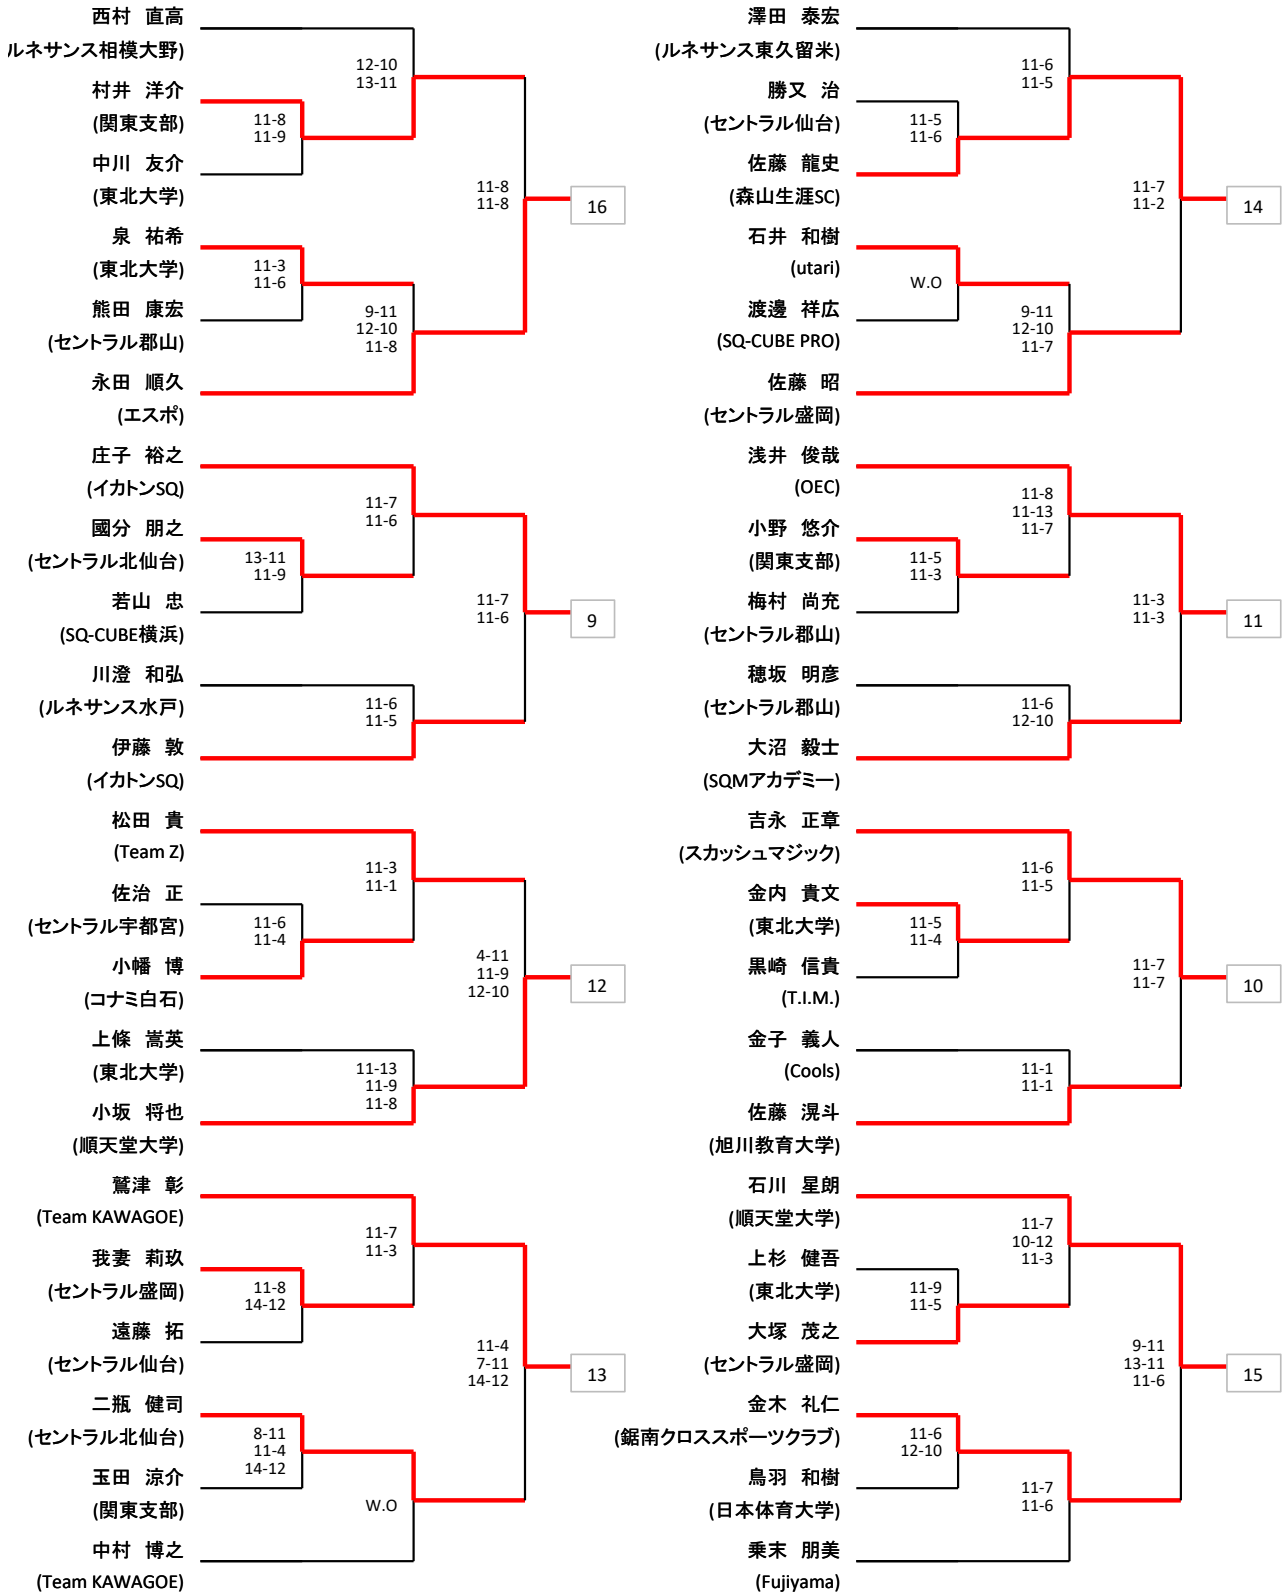 西村 直高
ルネサンス相模大野)
12-10
13-11
村井 洋介
(関東支部)
11-8
11-9
中川 友介
(東北大学)
11-8
11-8
16
泉 祐希
(東北大学)
11-3
11-6
熊田 康宏
(セントラル郡山)
9-11
12-10
11-8
永田 順久
(エスポ)
庄子 裕之
(イカトンSQ)
11-7
11-6
國分 朋之
(セントラル北仙台)
13-11
11-9
若山 忠
(SQ-CUBE横浜)
11-7
11-6
9
川澄 和弘
(ルネサンス水戸)
11-6
11-5
伊藤 敦
(イカトンSQ)
松田 貴
(Team Z)
11-3
11-1
佐治 正
(セントラル宇都宮)
11-6
11-4
小幡 博
(コナミ白石)
4-11
11-9
12-10
12
上條 嵩英
(東北大学)
11-13
11-9
11-8
小坂 将也
(順天堂大学)
鷲津 彰
(Team KAWAGOE)
11-7
11-3
我妻 莉玖
(セントラル盛岡)
11-8
14-12
遠藤 拓
(セントラル仙台)
11-4
7-11
14-12
13
二瓶 健司
(セントラル北仙台)
8-11
11-4
14-12
玉田 涼介
(関東支部)
W.O
中村 博之
(Team KAWAGOE)
澤田 泰宏
(ルネサンス東久留米)
11-6
11-5
勝又 治
(セントラル仙台)
11-5
11-6
佐藤 龍史
(森山生涯SC)
11-7
11-2
14
石井 和樹
(utari)
W.O
渡邊 祥広
(SQ-CUBE PRO)
9-11
12-10
11-7
佐藤 昭
(セントラル盛岡)
浅井 俊哉
(OEC)
11-8
11-13
11-7
小野 悠介
(関東支部)
11-5
11-3
梅村 尚充
(セントラル郡山)
11-3
11-3
11
穂坂 明彦
(セントラル郡山)
11-6
12-10
大沼 毅士
(SQMアカデミー)
吉永 正章
(スカッシュマジック)
11-6
11-5
金内 貴文
(東北大学)
11-5
11-4
黒崎 信貴
(T.I.M.)
11-7
11-7
10
金子 義人
(Cools)
11-1
11-1
佐藤 滉斗
(旭川教育大学)
石川 星朗
(順天堂大学)
11-7
10-12
11-3
上杉 健吾
(東北大学)
11-9
11-5
大塚 茂之
(セントラル盛岡)
9-11
13-11
11-6
15
金木 礼仁
(鋸南クロススポーツクラブ)
11-6
12-10
鳥羽 和樹
(日本体育大学)
11-7
11-6
乗末 朋美
(Fujiyama)